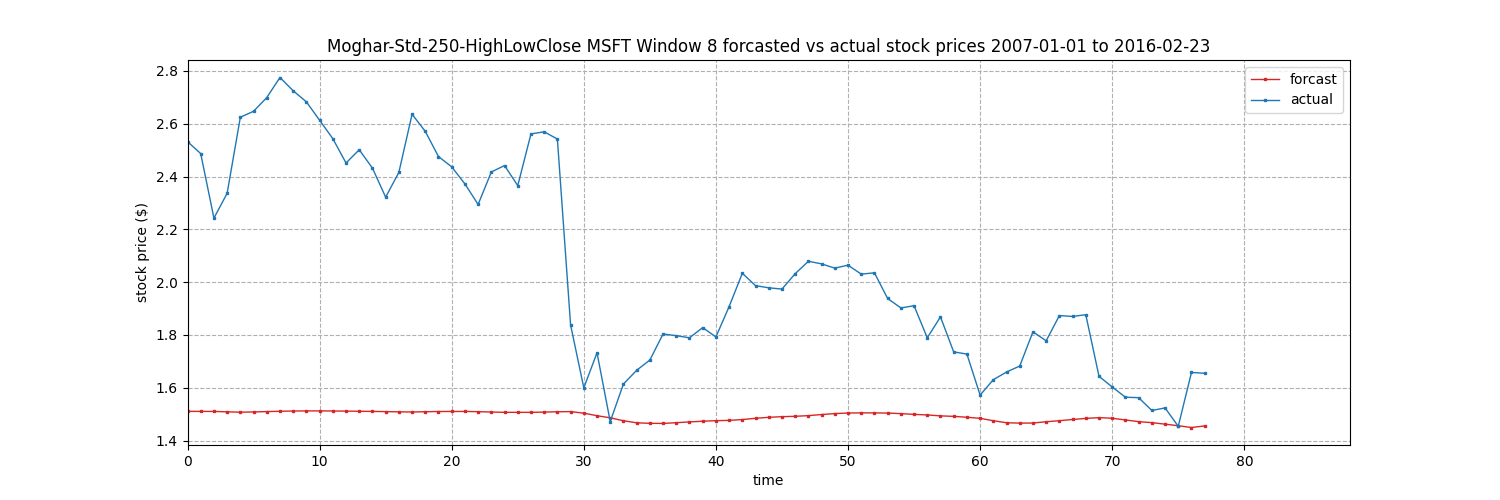 Moghar-Std-250-HighLowClose MSFT Window 8 forcasted vs actual stock prices 2007-01-01 to 2016-02-23
forcast
actual
stock price ($)
2.8
2.6
2.4
2.2
2.0
1.8
1.6
1.4
0 10 20 30 40 50 60 70 80
time